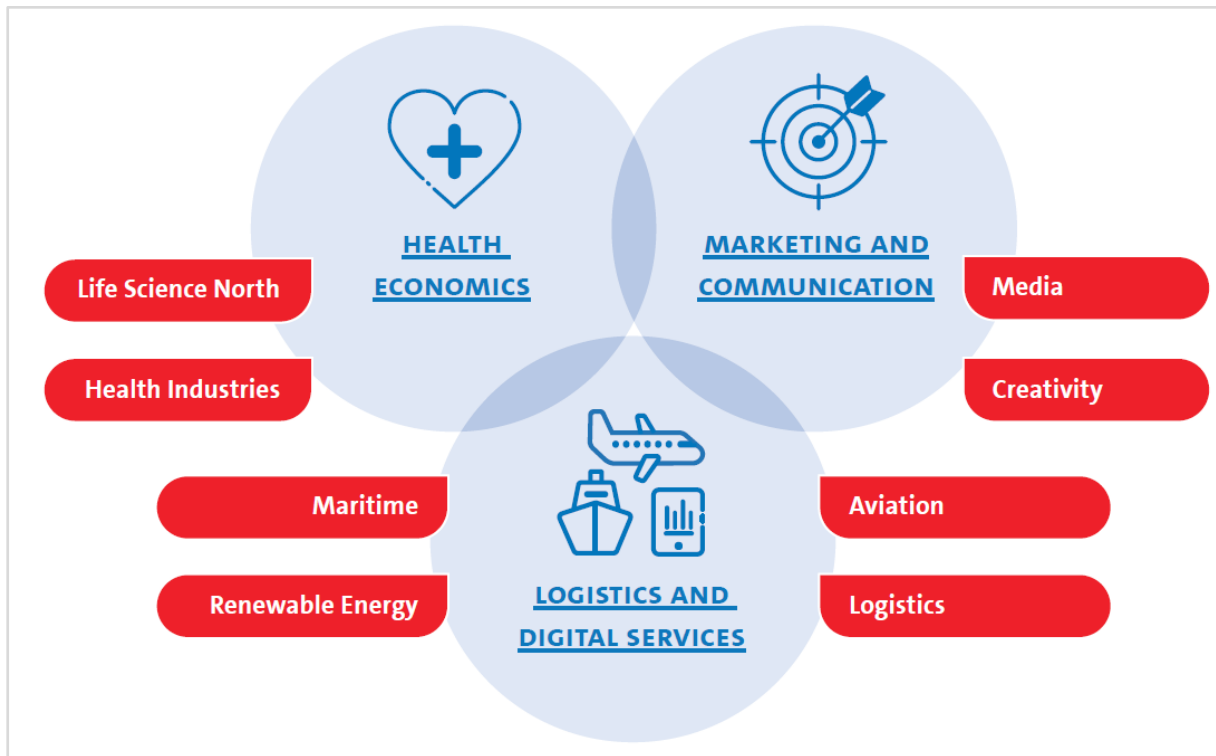 HEALTH
ECONOMICS
MARKETING AND
COMMUNICATION
Life Science North
Health Industries
Media
Creativity
Maritime
Renewable Energy
Aviation
Logistics
LOGISTICS AND
DIGITAL SERVICES